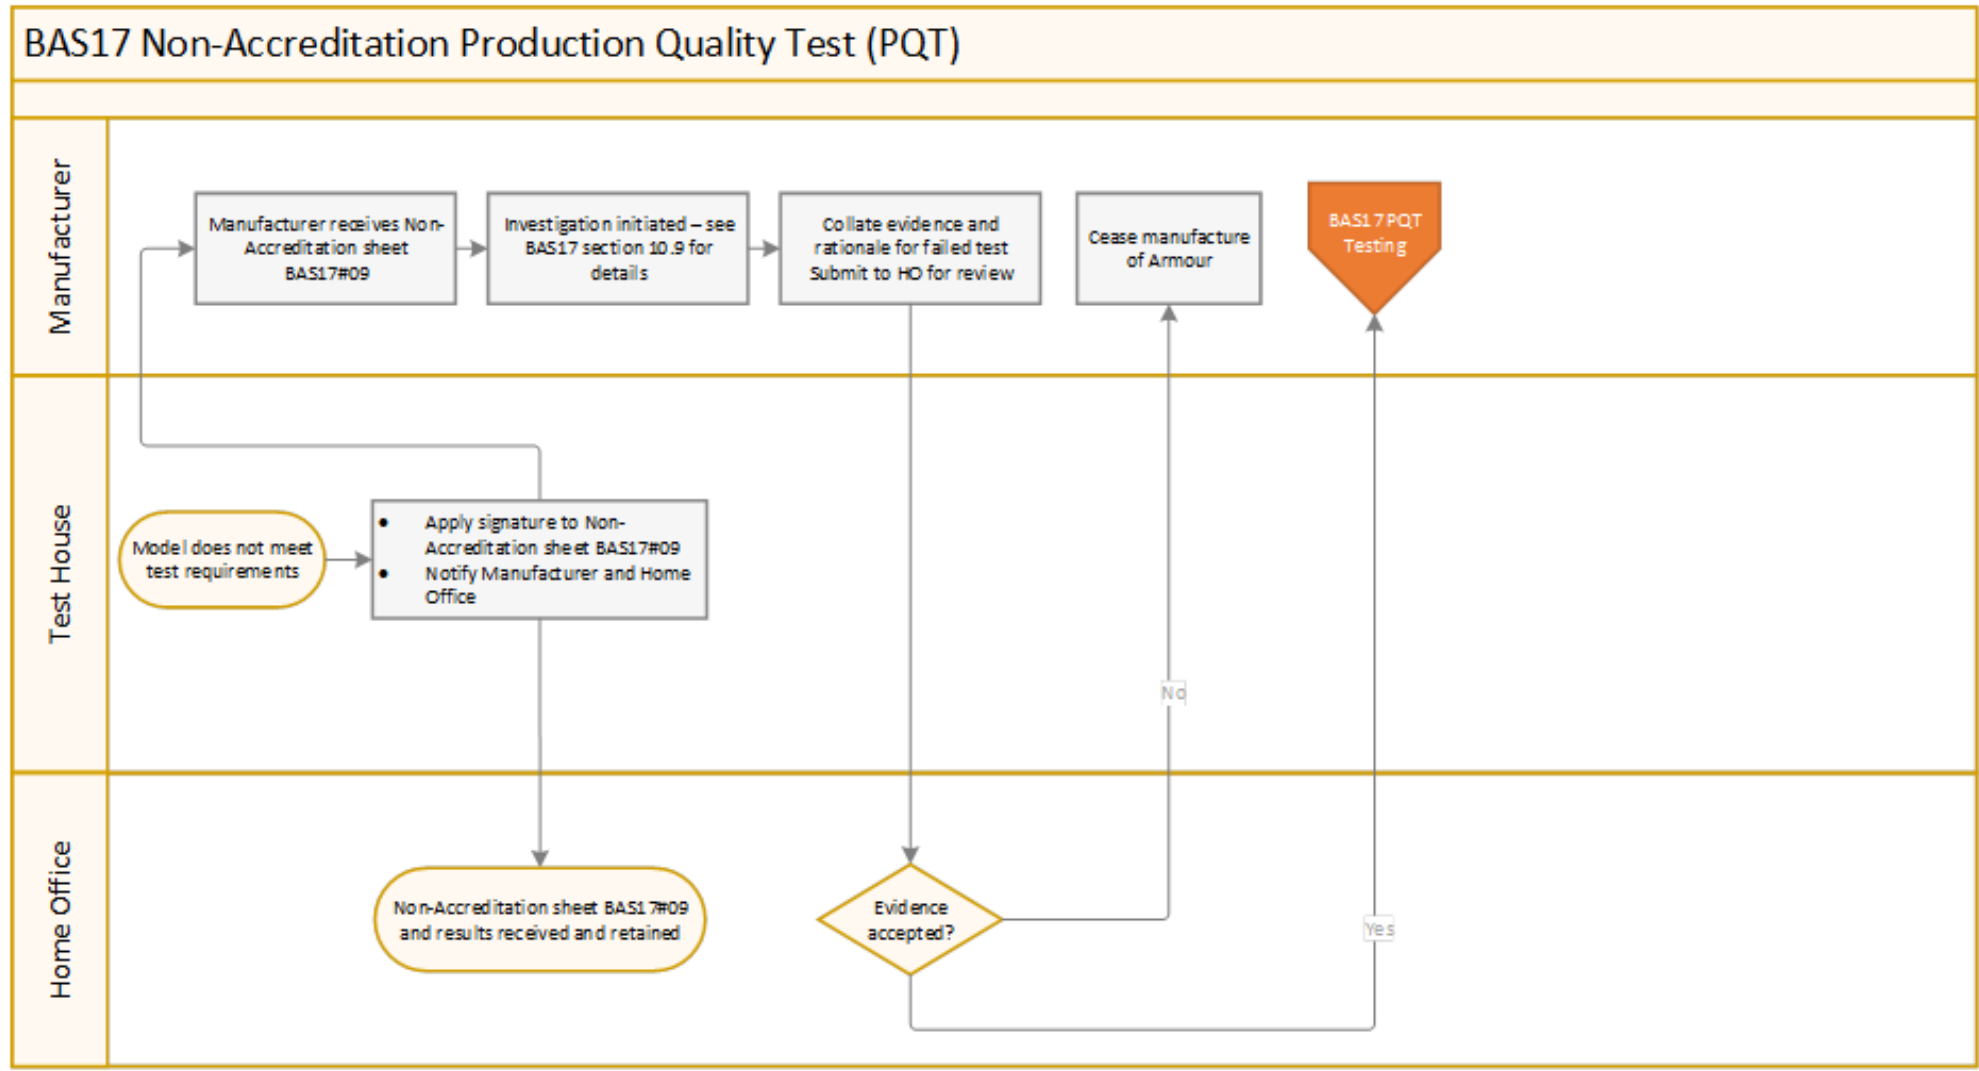 BAS17 Non-Accreditation Production Quality Test (PQT)
Manufacturer
Manufacturer receives Non-
Accreditation sheet
BAS17#09
Investigation initiated – see
BAS17 section 10.9 for
details
Collate evidence and
rationale for failed test
Submit to HO for review
Cease manufacture
of Armour
BAS17 PQT
Testing
Test House
Model does not meet
test requirements
• Apply signature to Non-
Accreditation sheet BAS17#09
• Notify Manufacturer and Home
Office
No
Home Office
Non-Accreditation sheet BAS17#09
and results received and retained
Evidence
accepted?
Yes